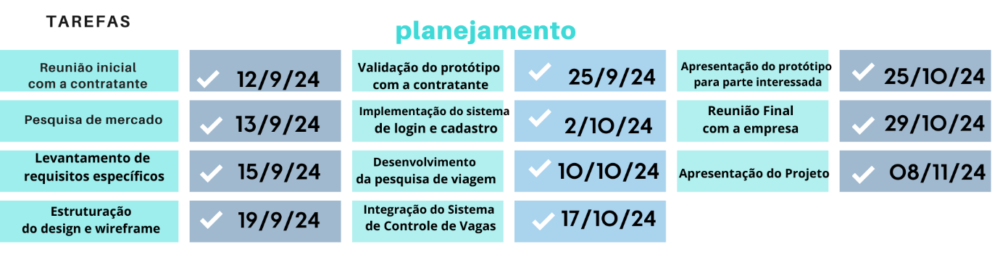 TAREFAS
planejamento
Reunião inicial
com a contratante
12/9/24
Pesquisa de mercado
13/9/24
Levantamento de
requisitos específicos
15/9/24
Estruturação
do design e wireframe
19/9/24
Validação do protótipo
com a contratante
25/9/24
Implementação do sistema
de login e cadastro
2/10/24
Desenvolvimento
da pesquisa de viagem
10/10/24
Integração do Sistema
de Controle de Vagas
17/10/24
Apresentação do protótipo
para parte interessada
25/10/24
Reunião Final
com a empresa
29/10/24
Apresentação do Projeto
08/11/24